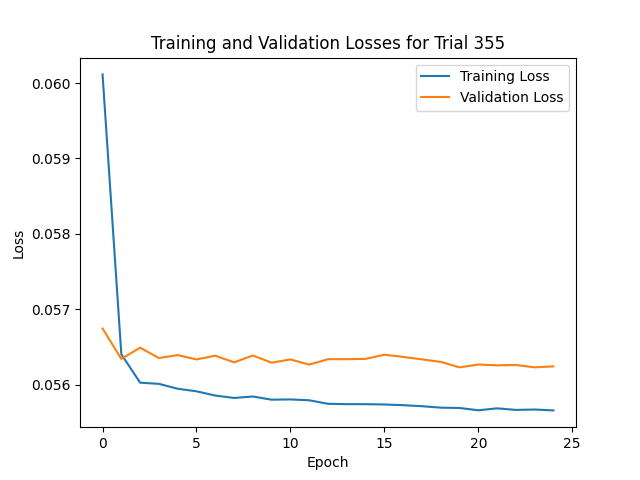 Training and Validation Losses for Trial 355
Training Loss
Validation Loss
Loss
0.060
0.059
0.058
0.057
0.056
0
5
10
15
20
25
Epoch